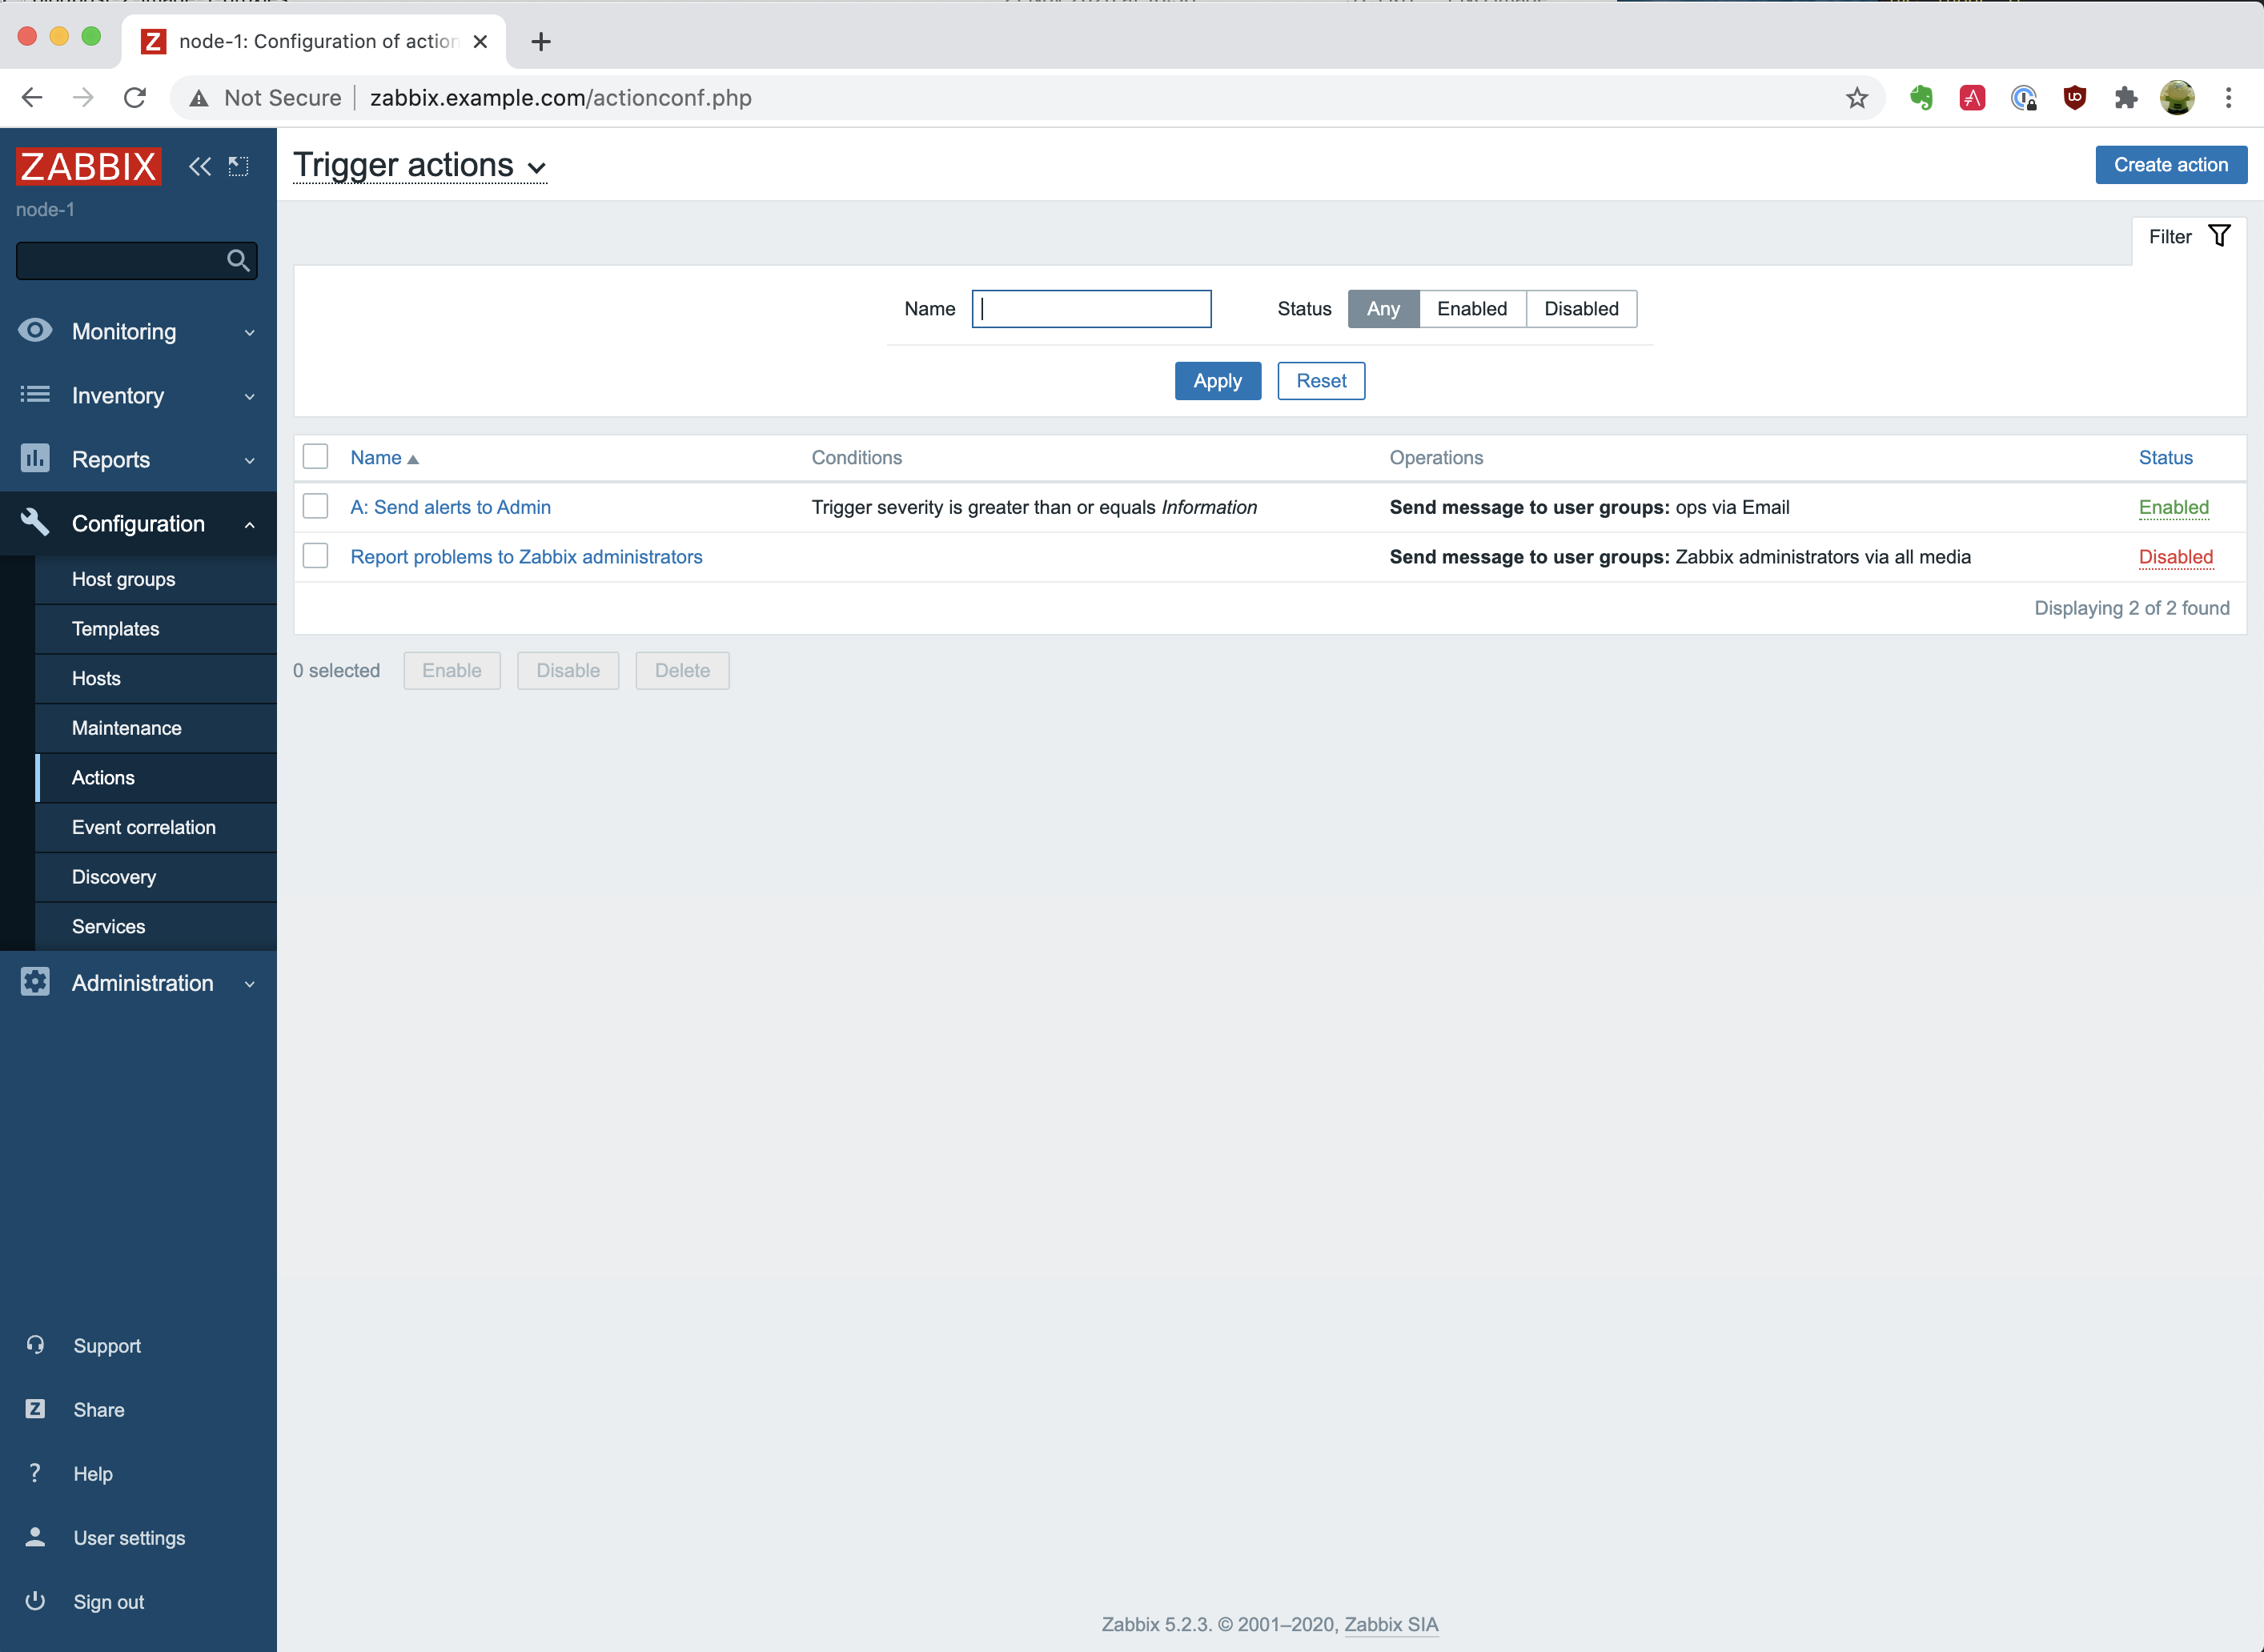 node-1: Configuration of action
Not Secure
zabbix.example.com/actionconf.php
ZABBIX
node-1
Monitoring
Inventory
Reports
Configuration
Host groups
Templates
Hosts
Maintenance
Actions
Event correlation
Discovery
Services
Administration
Support
Share
Help
User settings
Sign out
Trigger actions
Create action
Filter
Name
Status Any Enabled Disabled
Apply Reset
Name Conditions Operations Status
A: Send alerts to Admin Trigger severity is greater than or equals Information Send message to user groups: ops via Email Enabled
Report problems to Zabbix administrators Send message to user groups: Zabbix administrators via all media Disabled
Displaying 2 of 2 found
0 selected Enable Disable Delete
Zabbix 5.2.3. © 2001–2020, Zabbix SIA